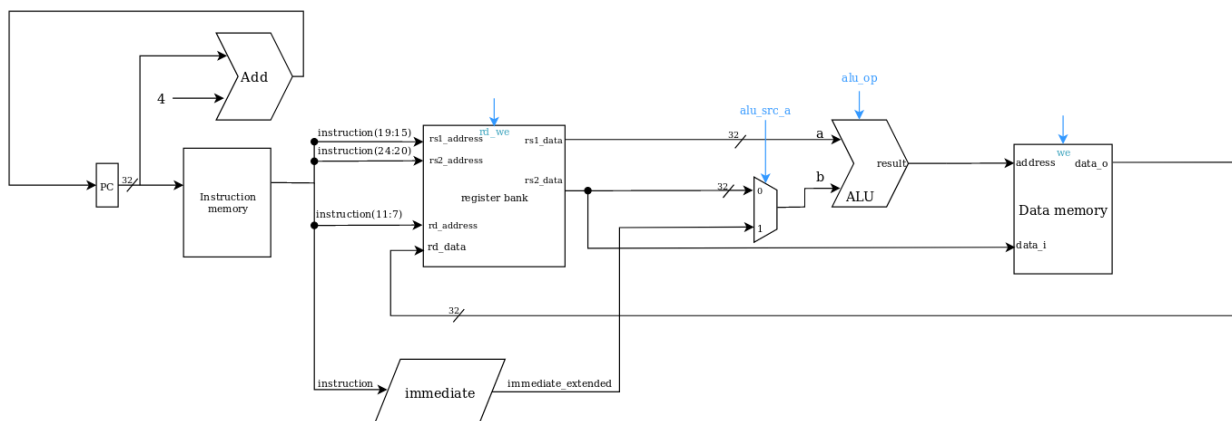 Add
4
PC
32
Instruction
memory
instruction(19:15)
instruction(24:20)
instruction(11:7)
instruction
rd_we
rs1_address
rs2_address
rs1_data
rs2_data
register bank
rd_address
rd_data
32
immediate
immediate_extended
32
32
alu_src_a
0
1
alu_op
a
b
result
ALU
we
address
data_o
Data memory
data_i